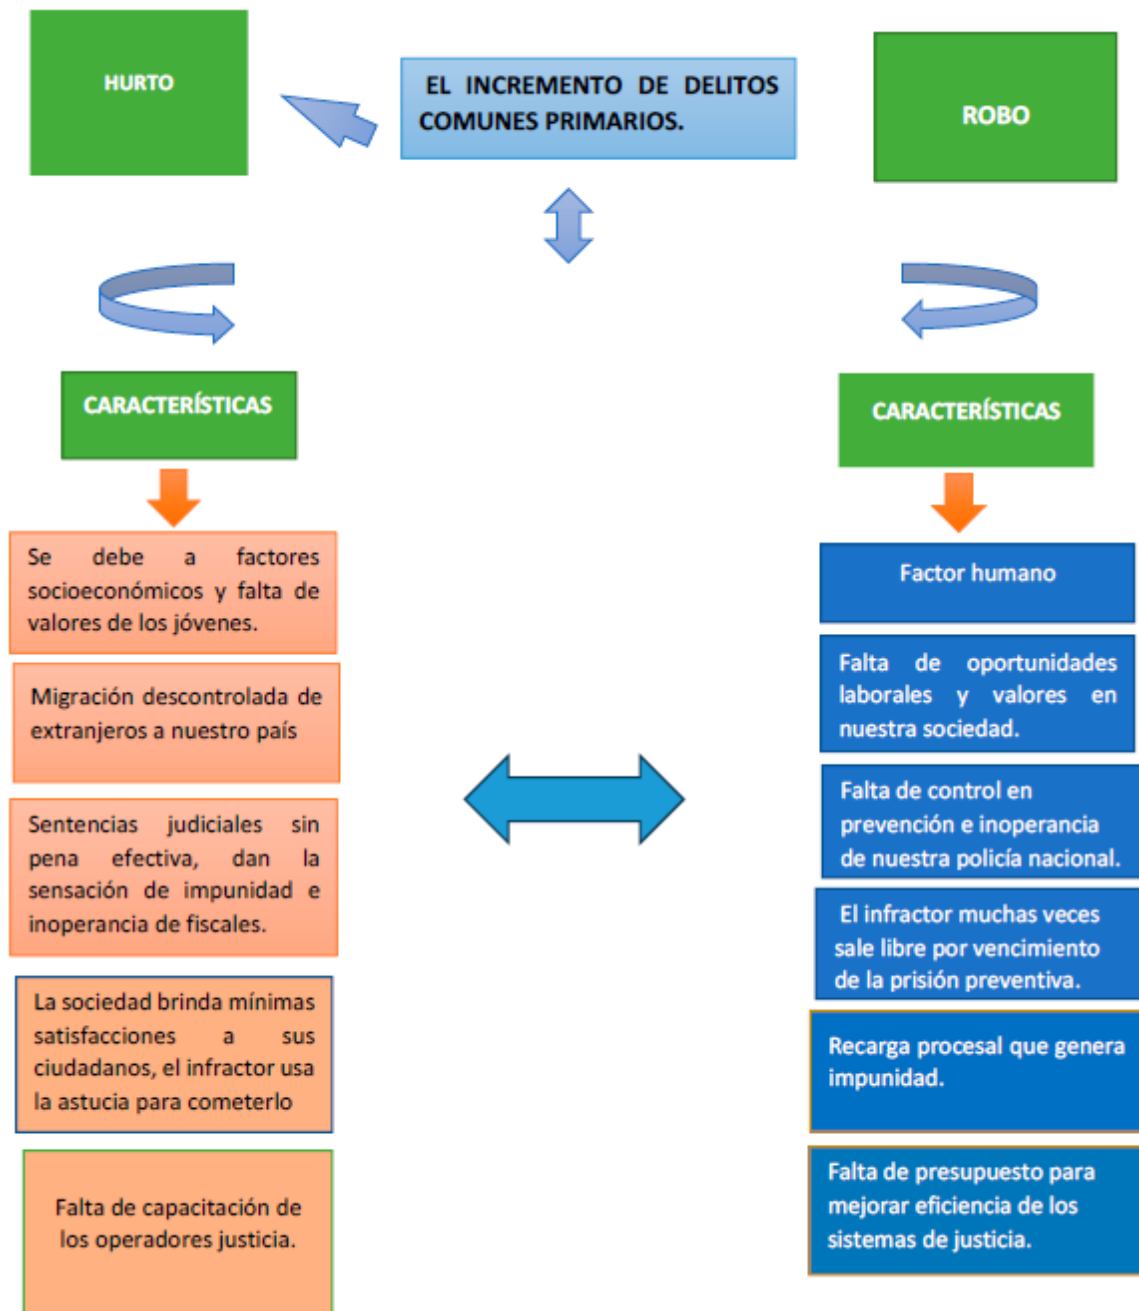 HURTO
EL INCREMENTO DE DELITOS
COMUNES PRIMARIOS.
ROBO
CARACTERÍSTICAS
Se debe a factores
socioeconómicos y falta de
valores de los jóvenes.
Migración descontrolada de
extranjeros a nuestro país
Sentencias judiciales sin
pena efectiva, dan la
sensación de impunidad e
inoperancia de fiscales.
La sociedad brinda mínimas
satisfacciones a sus
ciudadanos, el infractor usa
la astucia para cometerlo
Falta de capacitación de
los operadores justicia.
CARACTERÍSTICAS
Factor humano
Falta de oportunidades
laborales y valores en
nuestra sociedad.
Falta de control en
prevención e inoperancia
de nuestra policía nacional.
El infractor muchas veces
sale libre por vencimiento
de la prisión preventiva.
Recarga procesal que genera
impunidad.
Falta de presupuesto para
mejorar eficiencia de los
sistemas de justicia.